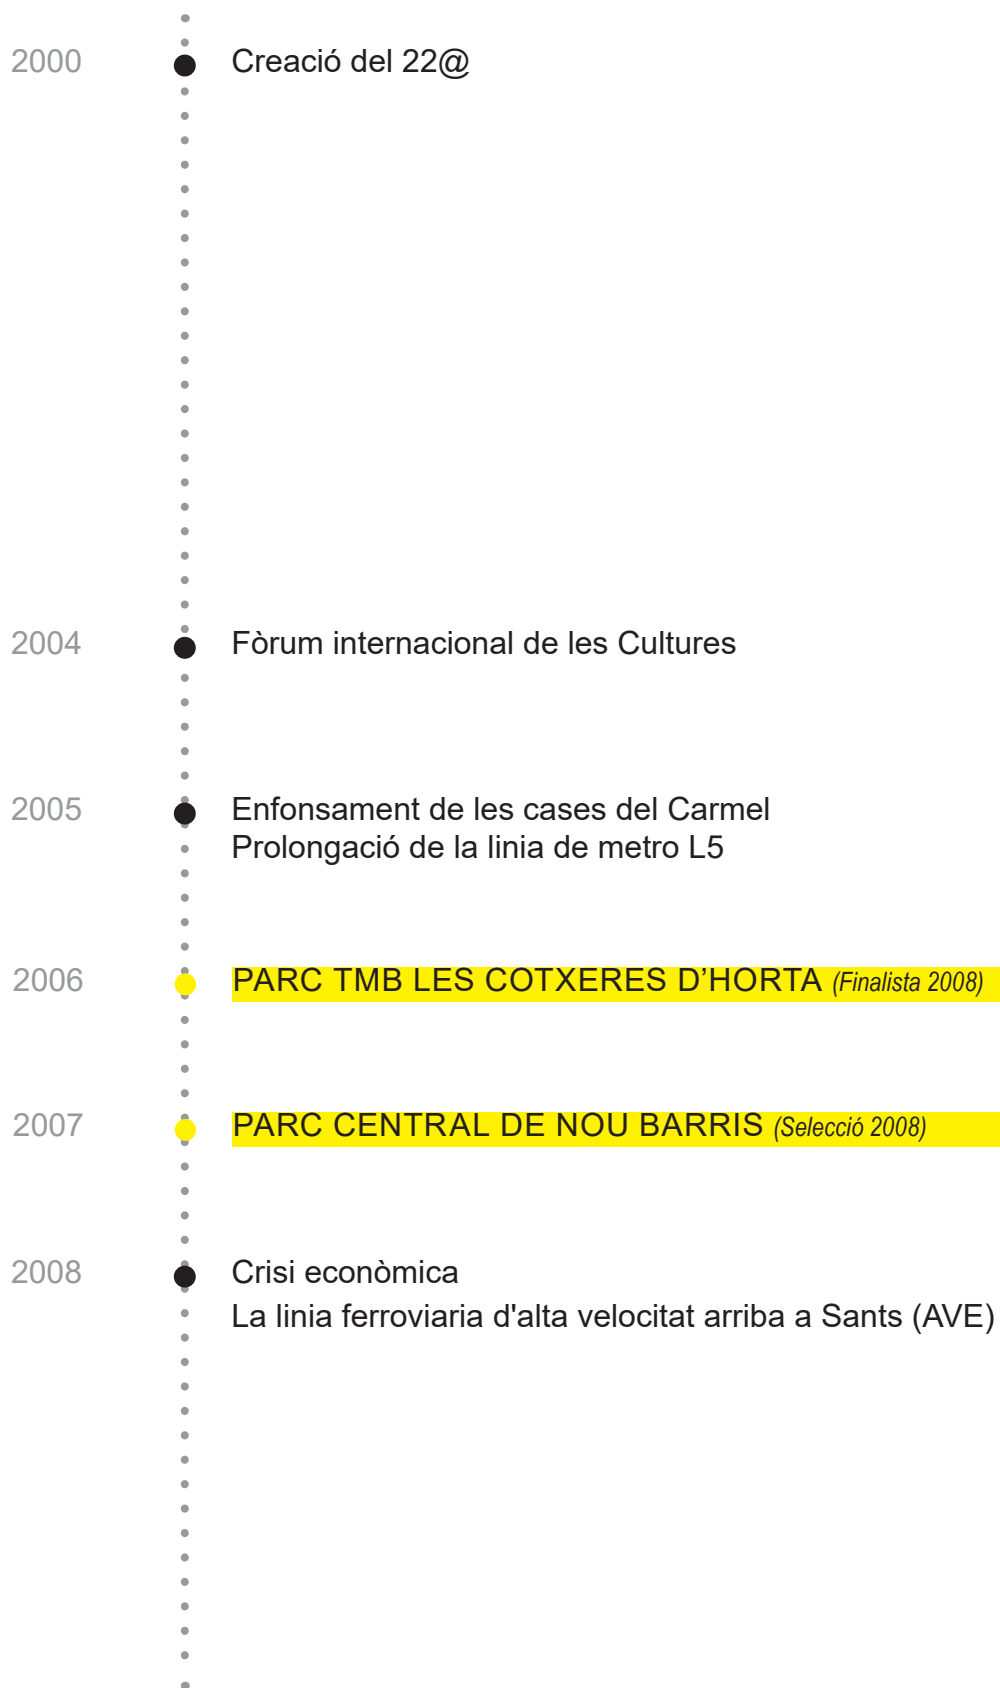 2000 Creació del 22@
2004 Fòrum internacional de les Cultures
2005 Enfonsament de les cases del Carmel
Prolongació de la linia de metro L5
2006 PARC TMB LES COTXERES D’HORTA (Finalista 2008)
2007 PARC CENTRAL DE NOU BARRIS (Selecció 2008)
2008 Crisi econòmica
La linia ferroviaria d'alta velocitat arriba a Sants (AVE)